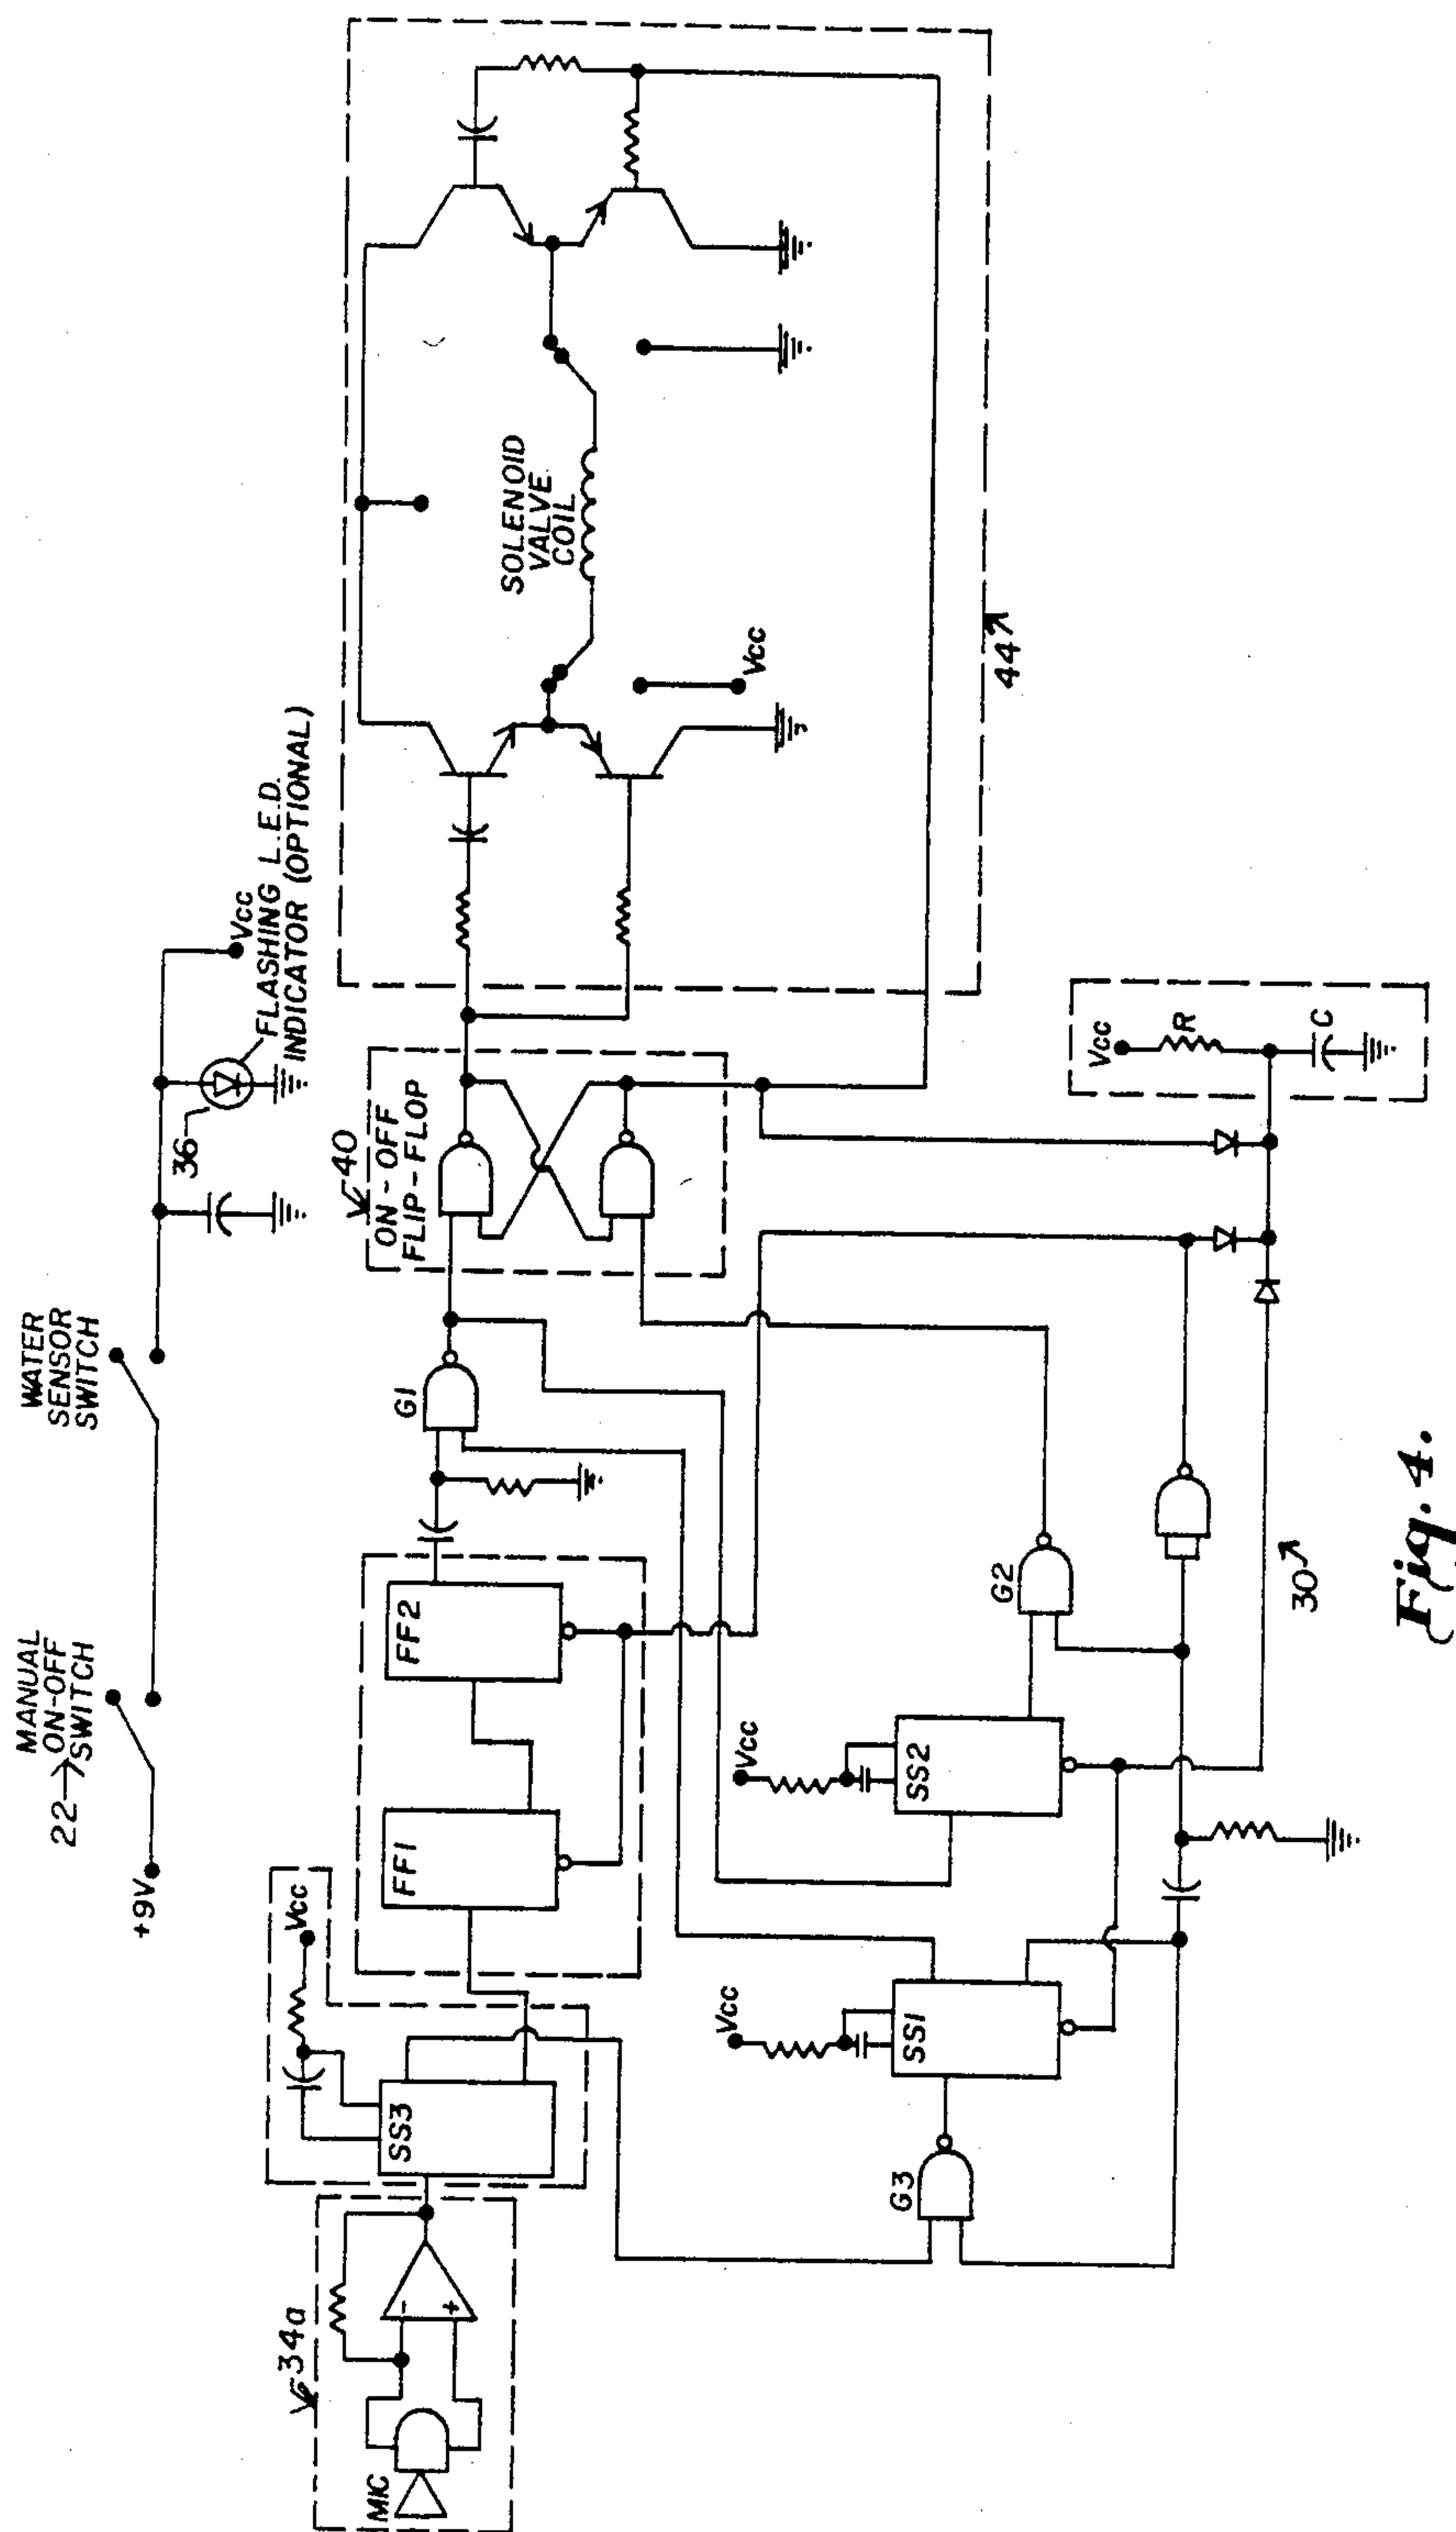 MANUAL
ON-OFF
22→SWITCH
WATER
SENSOR
SWITCH
+9V
36
Vcc
FLASHING L.E.D.
INDICATOR (OPTIONAL)
34a
MIC
SS3
Vcc
FF1
FF2
G1
40
ON-OFF
FLIP-FLOP
SOLENOID
VALVE
COIL
Vcc
44
G3
Vcc
SS1
Vcc
SS2
G2
Vcc
R
C
30
Fig. 4.